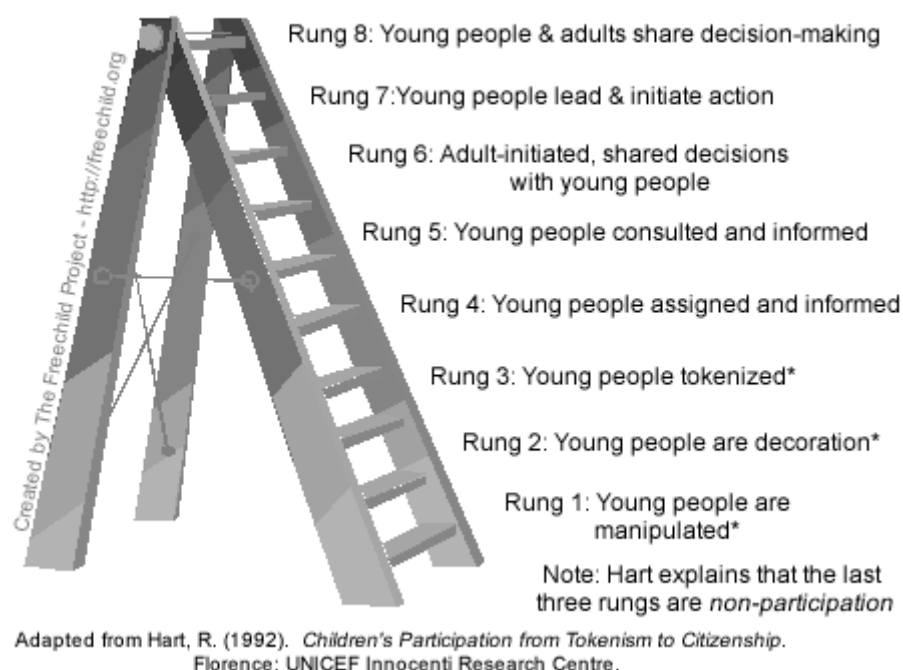 Rung 8: Young people & adults share decision-making
Rung 7:Young people lead & initiate action
Rung 6: Adult-initiated, shared decisions
with young people
Rung 5: Young people consulted and informed
Rung 4: Young people assigned and informed
Rung 3: Young people tokenized*
Rung 2: Young people are decoration*
Rung 1: Young people are
manipulated*
Note: Hart explains that the last
three rungs are non-participation
Created by The Freechild Project - http://freechild.org
Adapted from Hart, R. (1992). Children's Participation from Tokenism to Citizenship.
Florence: UNICEF Innocenti Research Centre.